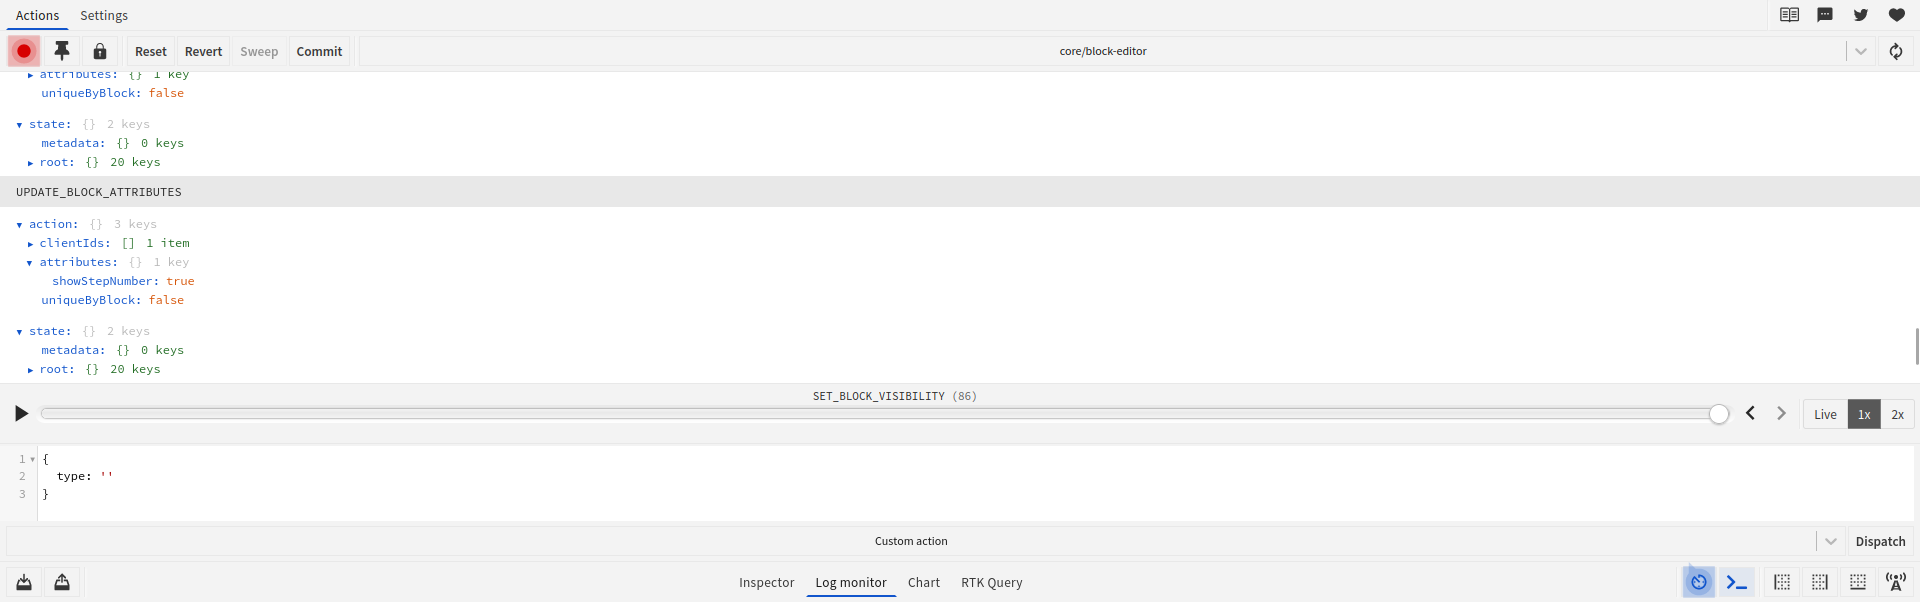 Actions Settings
Reset Revert Sweep Commit core/block-editor
attributes: {} 1 key
uniqueByBlock: false
state: {} 2 keys
metadata: {} 0 keys
root: {} 20 keys
UPDATE_BLOCK_ATTRIBUTES
action: {} 3 keys
clientIds: [] 1 item
attributes: {} 1 key
showStepNumber: true
uniqueByBlock: false
state: {} 2 keys
metadata: {} 0 keys
root: {} 20 keys
SET_BLOCK_VISIBILITY (86)
Live 1x 2x
1 {
2 type: ''
3 }
Custom action Dispatch
Inspector Log monitor Chart RTK Query